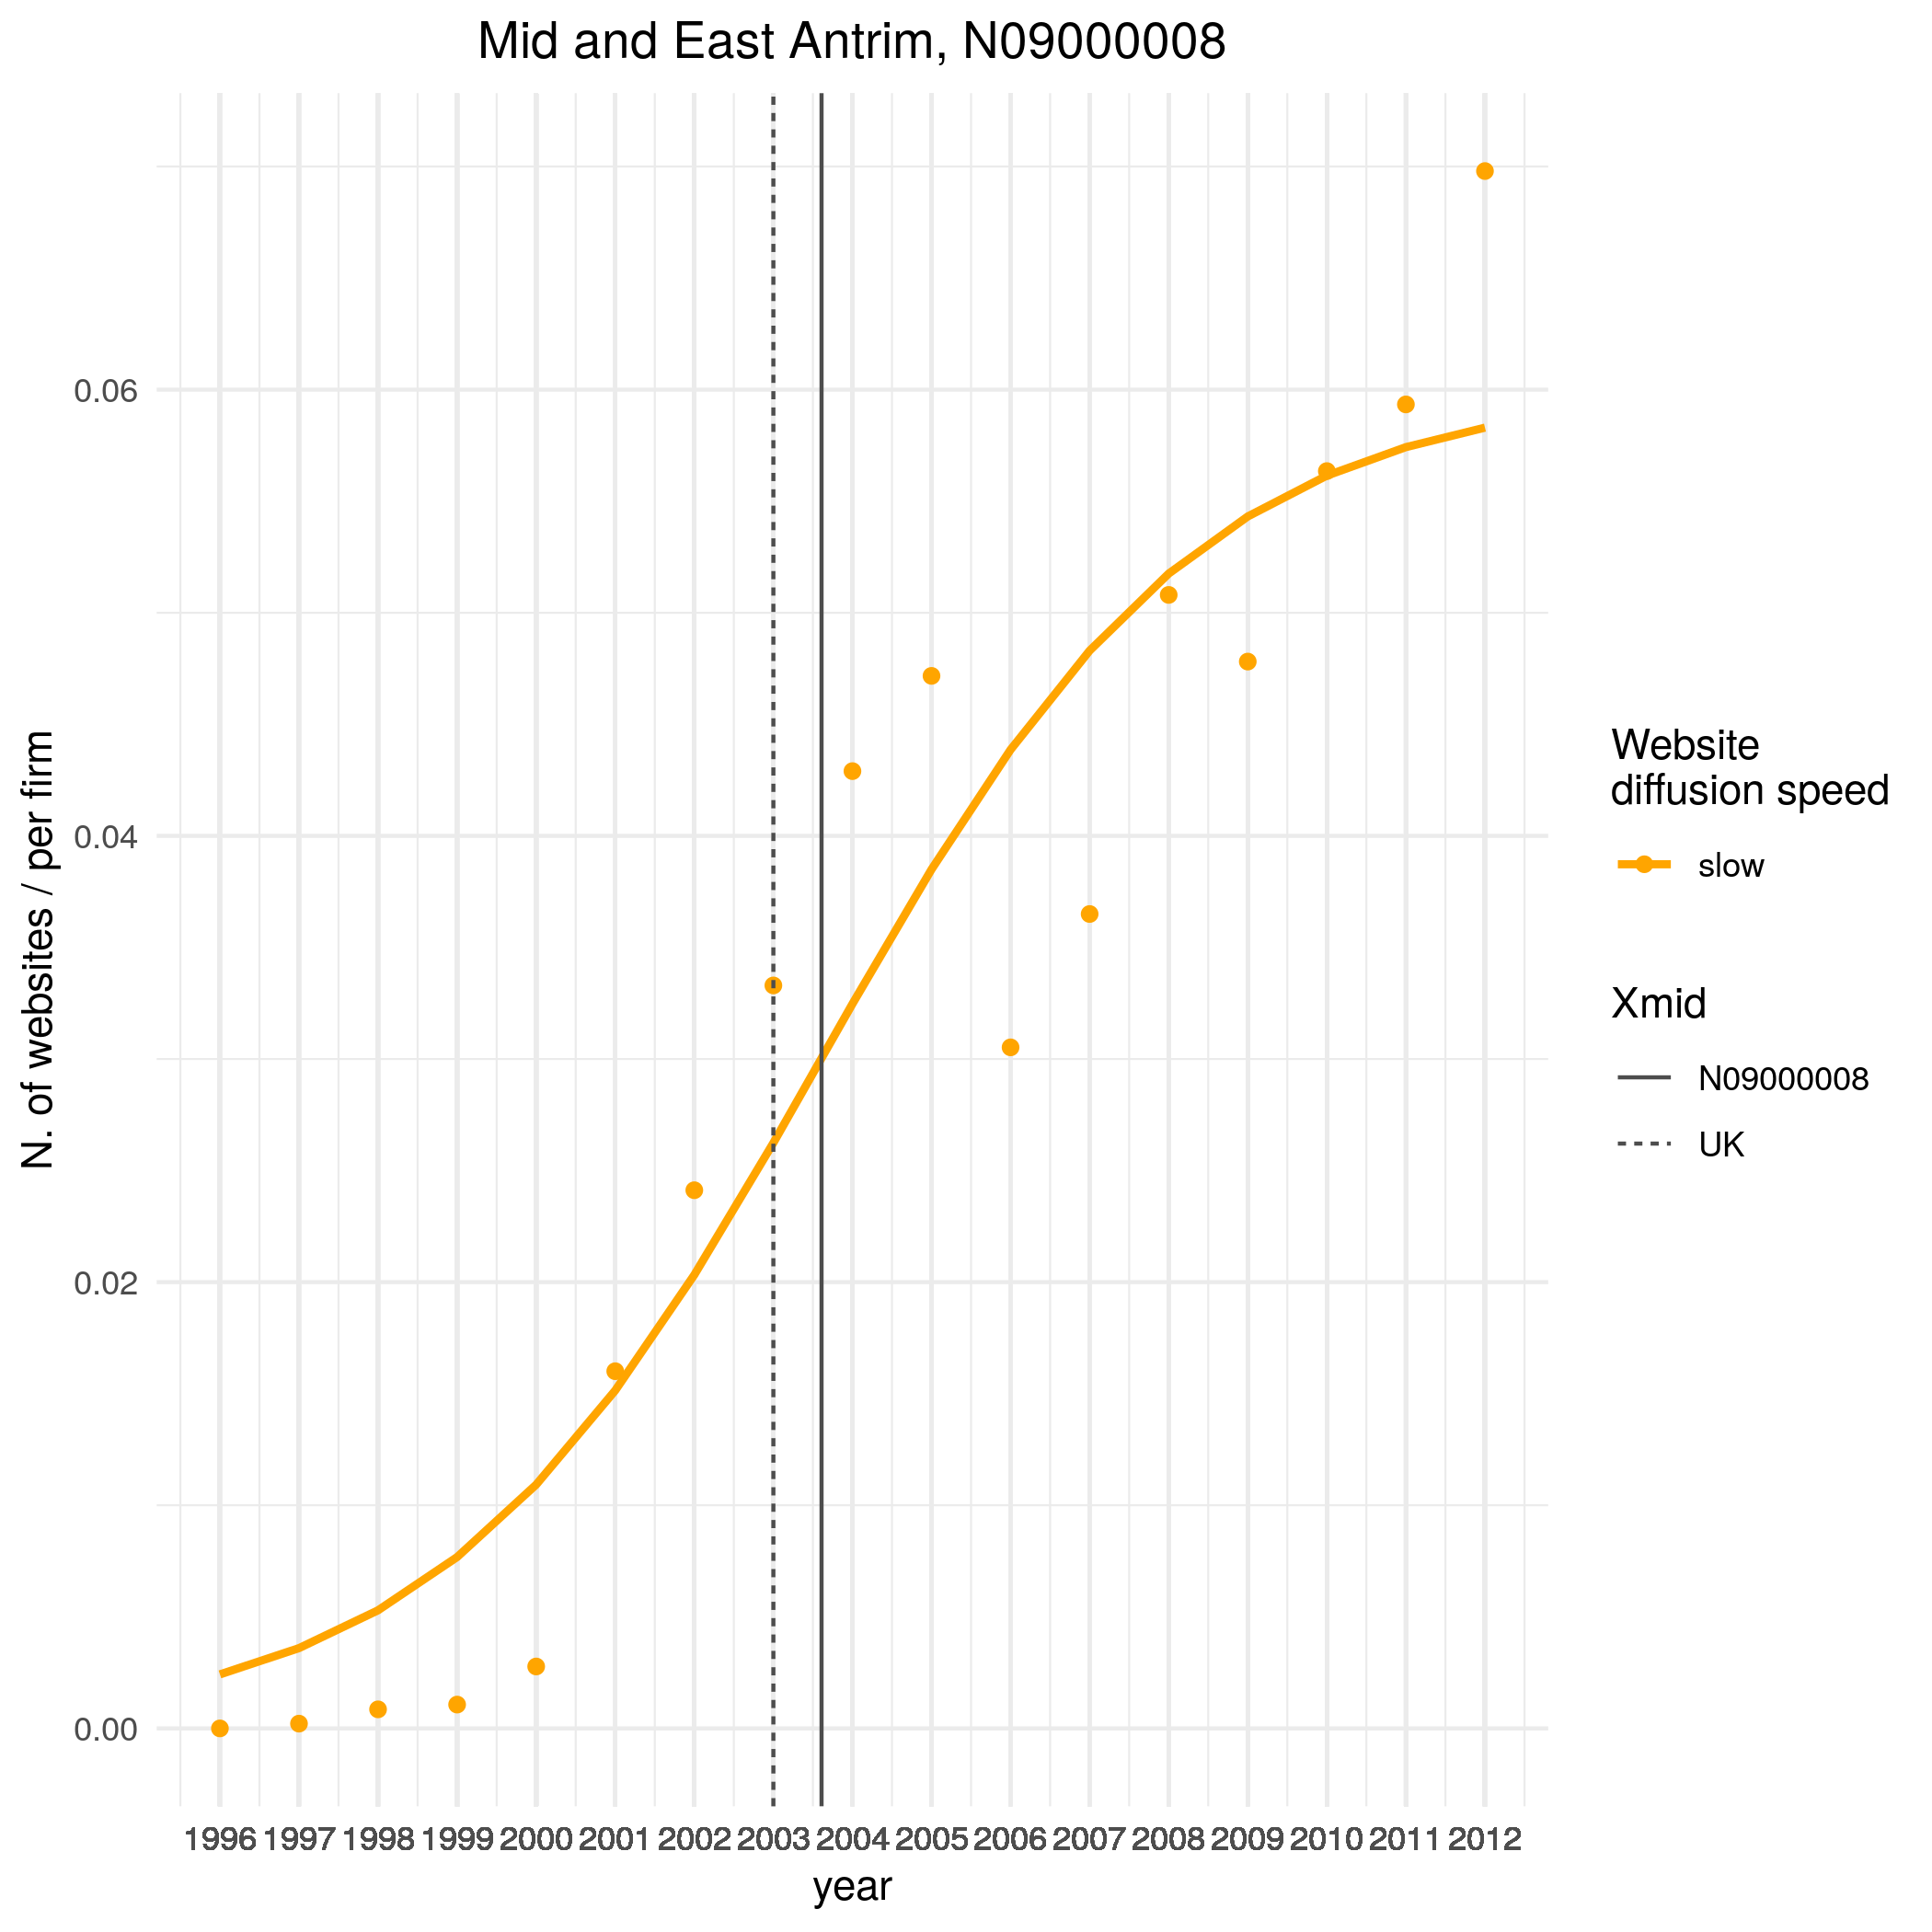 Mid and East Antrim, N09000008
N. of websites / per firm
0.06
0.04
0.02
0.00
1996 1997 1998 1999 2000 2001 2002 2003 2004 2005 2006 2007 2008 2009 2010 2011 2012
year
Website
diffusion speed
slow
Xmid
N09000008
UK